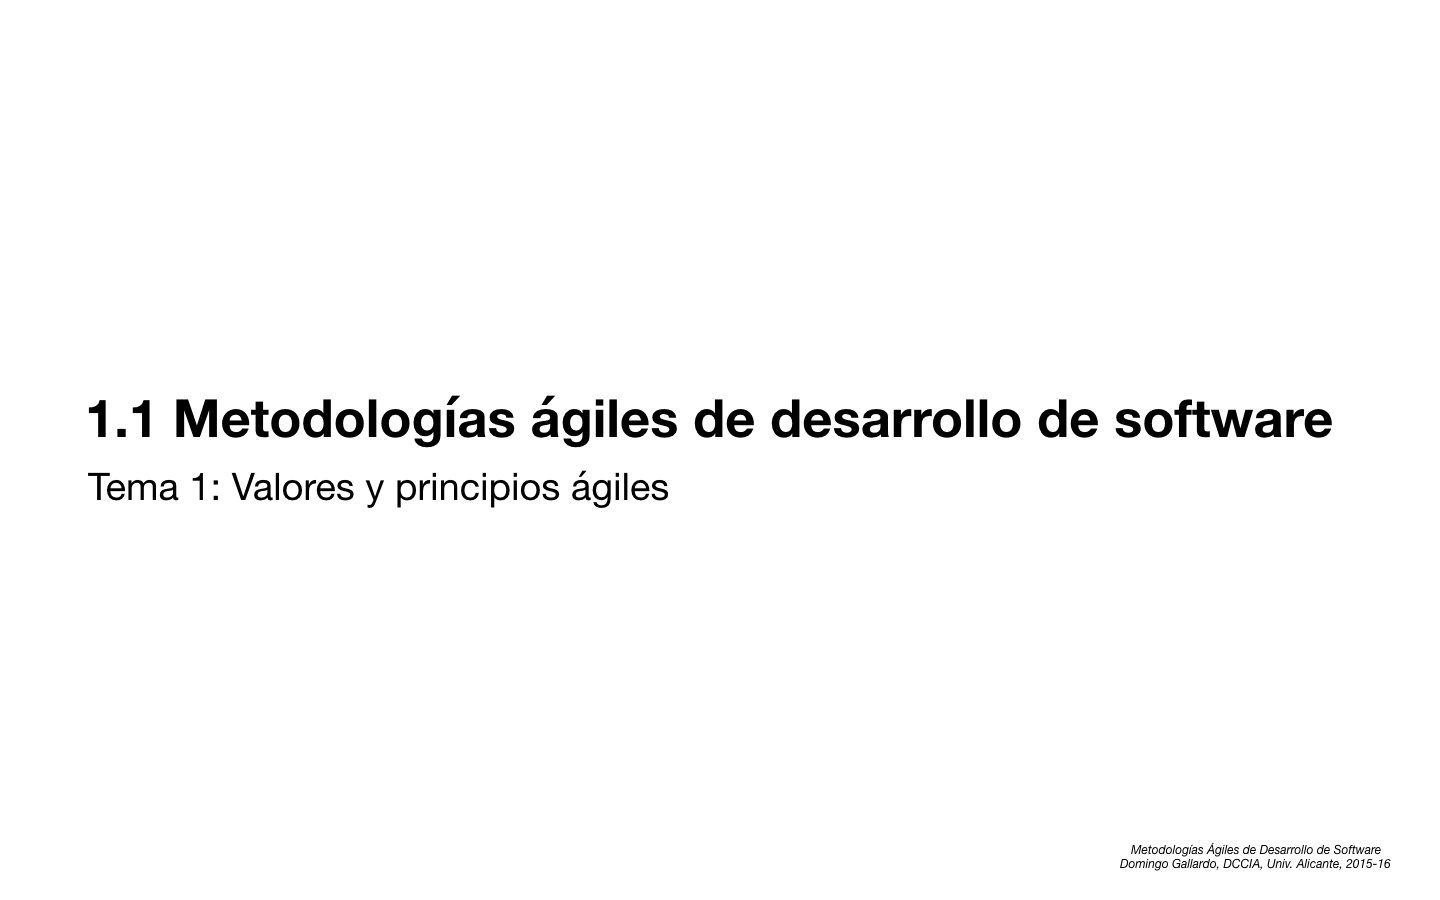 1.1 Metodologías ágiles de desarrollo de software
Tema 1: Valores y principios ágiles
Metodologías Ágiles de Desarrollo de Software
Domingo Gallardo, DCCIA, Univ. Alicante, 2015-16